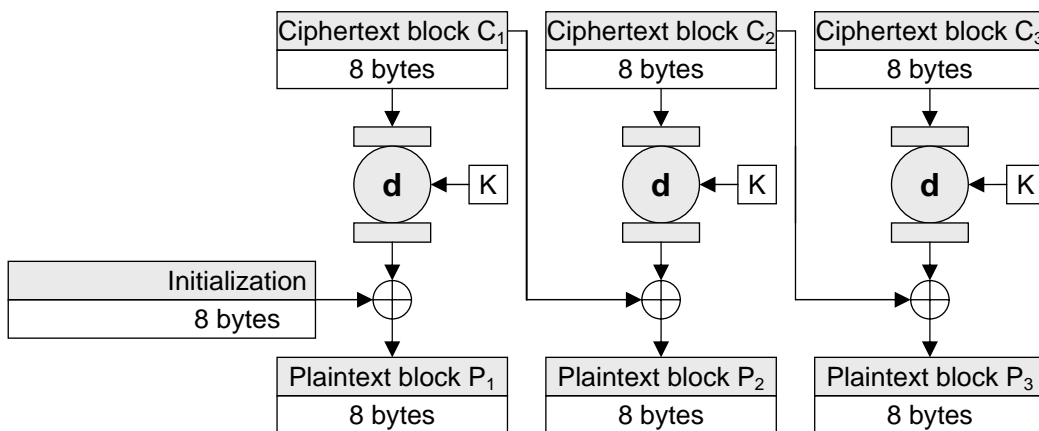 Ciphertext block C₁ Ciphertext block C₂ Ciphertext block C₃
8 bytes 8 bytes 8 bytes
d K d K d K
Initialization
8 bytes
Plaintext block P₁ Plaintext block P₂ Plaintext block P₃
8 bytes 8 bytes 8 bytes